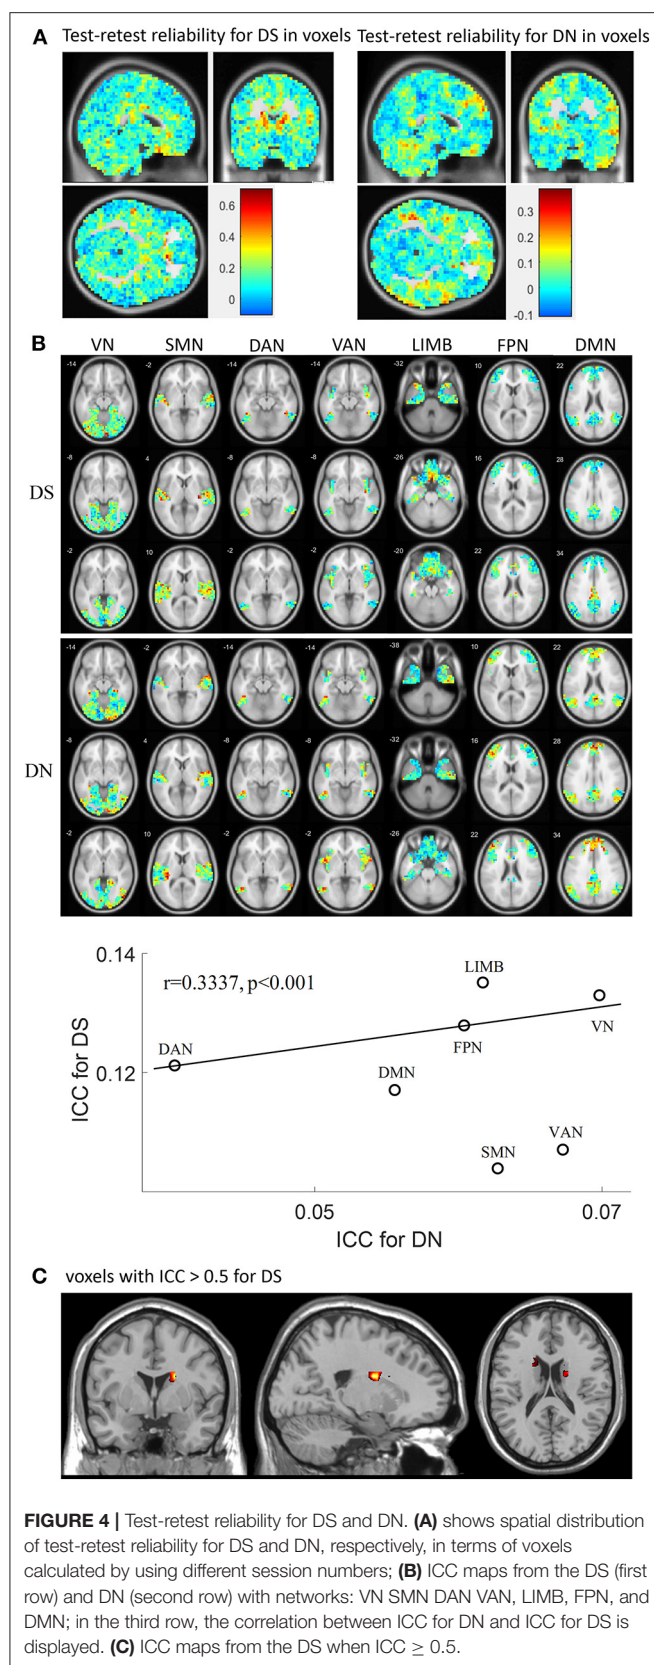 A Test-retest reliability for DS in voxels Test-retest reliability for DN in voxels
0.6
0.4
0.2
0
0.3
0.2
0.1
0
-0.1
B VN SMN DAN VAN LIMB FPN DMN
-14 -2 -14 -14 -32 10 22
DS
-8 4 -8 -8 16 28
-2 10 -2 -2 -20 22 34
-14 -2 -14 -14 -38 10 22
DN
-8 4 -8 -8 -32 16 28
-2 10 -2 -2 -26 22 34
0.14
r=0.3337, p<0.001
LIMB
VN
FPN
DAN
DMN
0.12
ICC for DS
VAN
SMN
0.05 0.07
ICC for DN
C voxels with ICC > 0.5 for DS
FIGURE 4 | Test-retest reliability for DS and DN. (A) shows spatial distribution
of test-retest reliability for DS and DN, respectively, in terms of voxels
calculated by using different session numbers; (B) ICC maps from the DS (first
row) and DN (second row) with networks: VN SMN DAN VAN, LIMB, FPN, and
DMN; in the third row, the correlation between ICC for DN and ICC for DS is
displayed. (C) ICC maps from the DS when ICC ≥ 0.5.